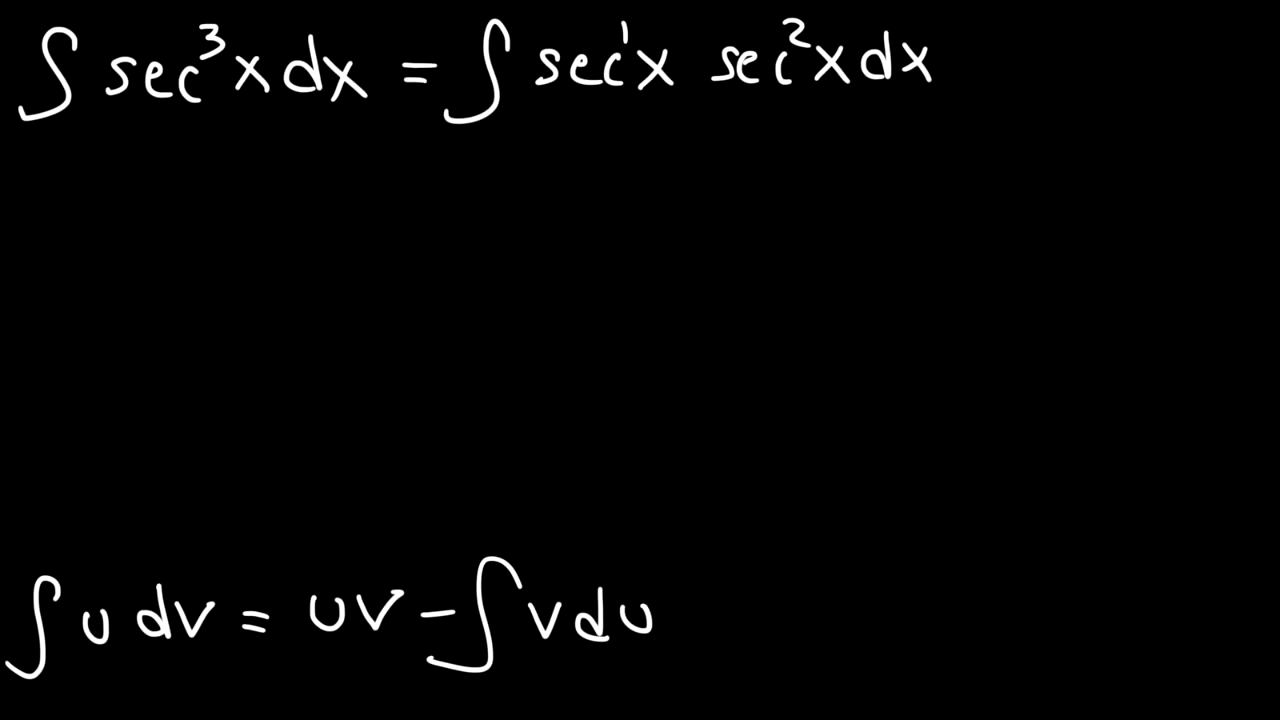 ∫ sec³x dx = ∫ sec¹x sec²x dx
∫ u dv = uv - ∫ v du